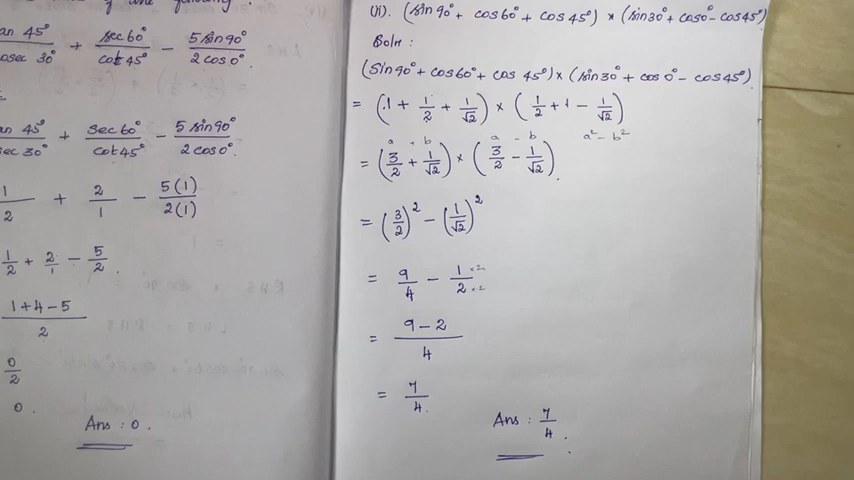 an 45° / cosec 30° + sec 60° / cot 45° − 5 sin 90° / 2 cos 0°
an 45° / sec 30° + sec 60° / cot 45° − 5 sin 90° / 2 cos 0°.
1/2 + 2/1 − 5(1)/2(1)
1/2 + 2/1 − 5/2.
1+4−5 / 2
0/2
0.
Ans : 0.
(ii). (sin 90° + cos 60° + cos 45°) × (sin 30° + cos 0° − cos 45°)
Soln :
(Sin 90° + cos 60° + cos 45°) × (sin 30° + cos 0° − cos 45°)
= (1 + 1/2 + 1/√2) × (1/2 + 1 − 1/√2)
a + b a − b a² − b²
= (3/2 + 1/√2) × (3/2 − 1/√2).
= (3/2)² − (1/√2)²
= 9/4 − 1/2 ×2 ×2
= 9−2 / 4
= 7/4.
Ans : 7/4.